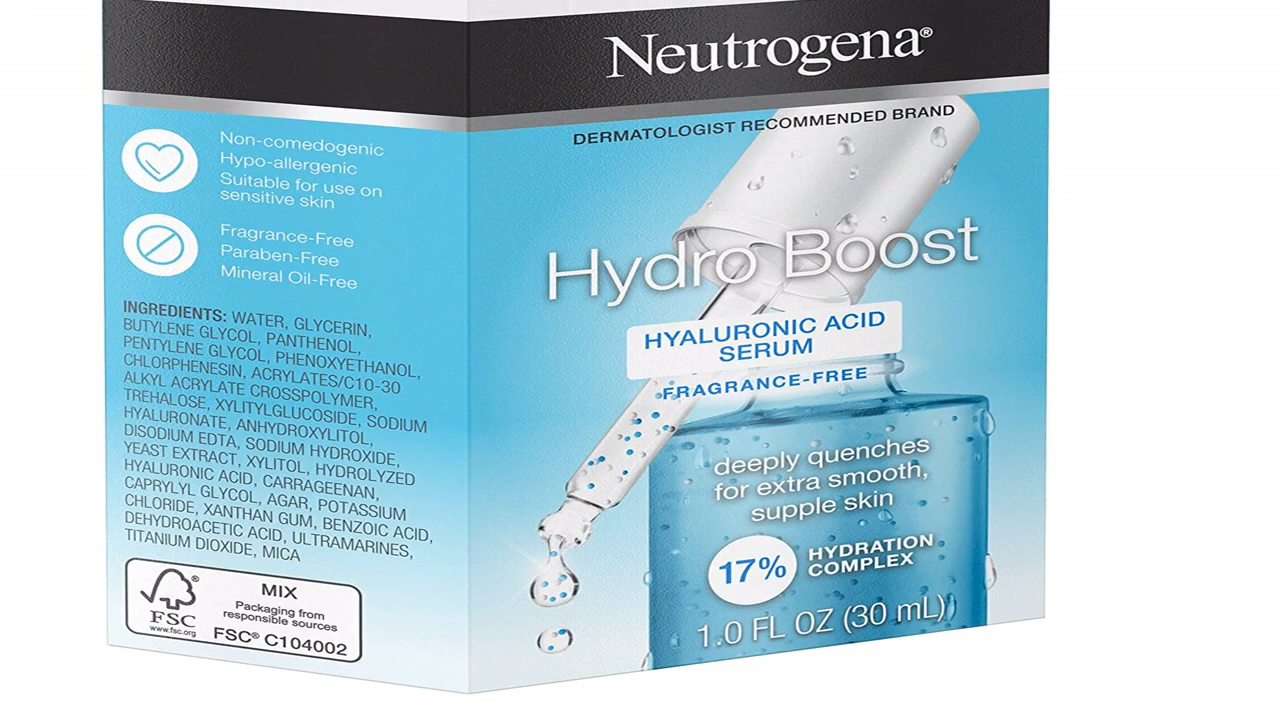 Neutrogena®
DERMATOLOGIST RECOMMENDED BRAND
Hydro Boost
HYALURONIC ACID
SERUM
FRAGRANCE-FREE
deeply quenches
for extra smooth,
supple skin
17%
HYDRATION
COMPLEX
1.0 FL OZ (30 mL)
Non-comedogenic
Hypo-allergenic
Suitable for use on
sensitive skin
Fragrance-Free
Paraben-Free
Mineral Oil-Free
INGREDIENTS: WATER, GLYCERIN,
BUTYLENE GLYCOL, PANTHENOL,
PENTYLENE GLYCOL, PHENOXYETHANOL,
CHLORPHENESIN, ACRYLATES/C10-30
ALKYL ACRYLATE CROSSPOLYMER,
TREHALOSE, XYLITYLGLUCOSIDE, SODIUM
HYALURONATE, ANHYDROXYLITOL,
DISODIUM EDTA, SODIUM HYDROXIDE,
YEAST EXTRACT, XYLITOL, HYDROLYZED
HYALURONIC ACID, CARRAGEENAN,
CAPRYLYL GLYCOL, AGAR, POTASSIUM
CHLORIDE, XANTHAN GUM, BENZOIC ACID,
DEHYDROACETIC ACID, ULTRAMARINES,
TITANIUM DIOXIDE, MICA
®
FSC
www.fsc.org
MIX
Packaging from
responsible sources
FSC® C104002